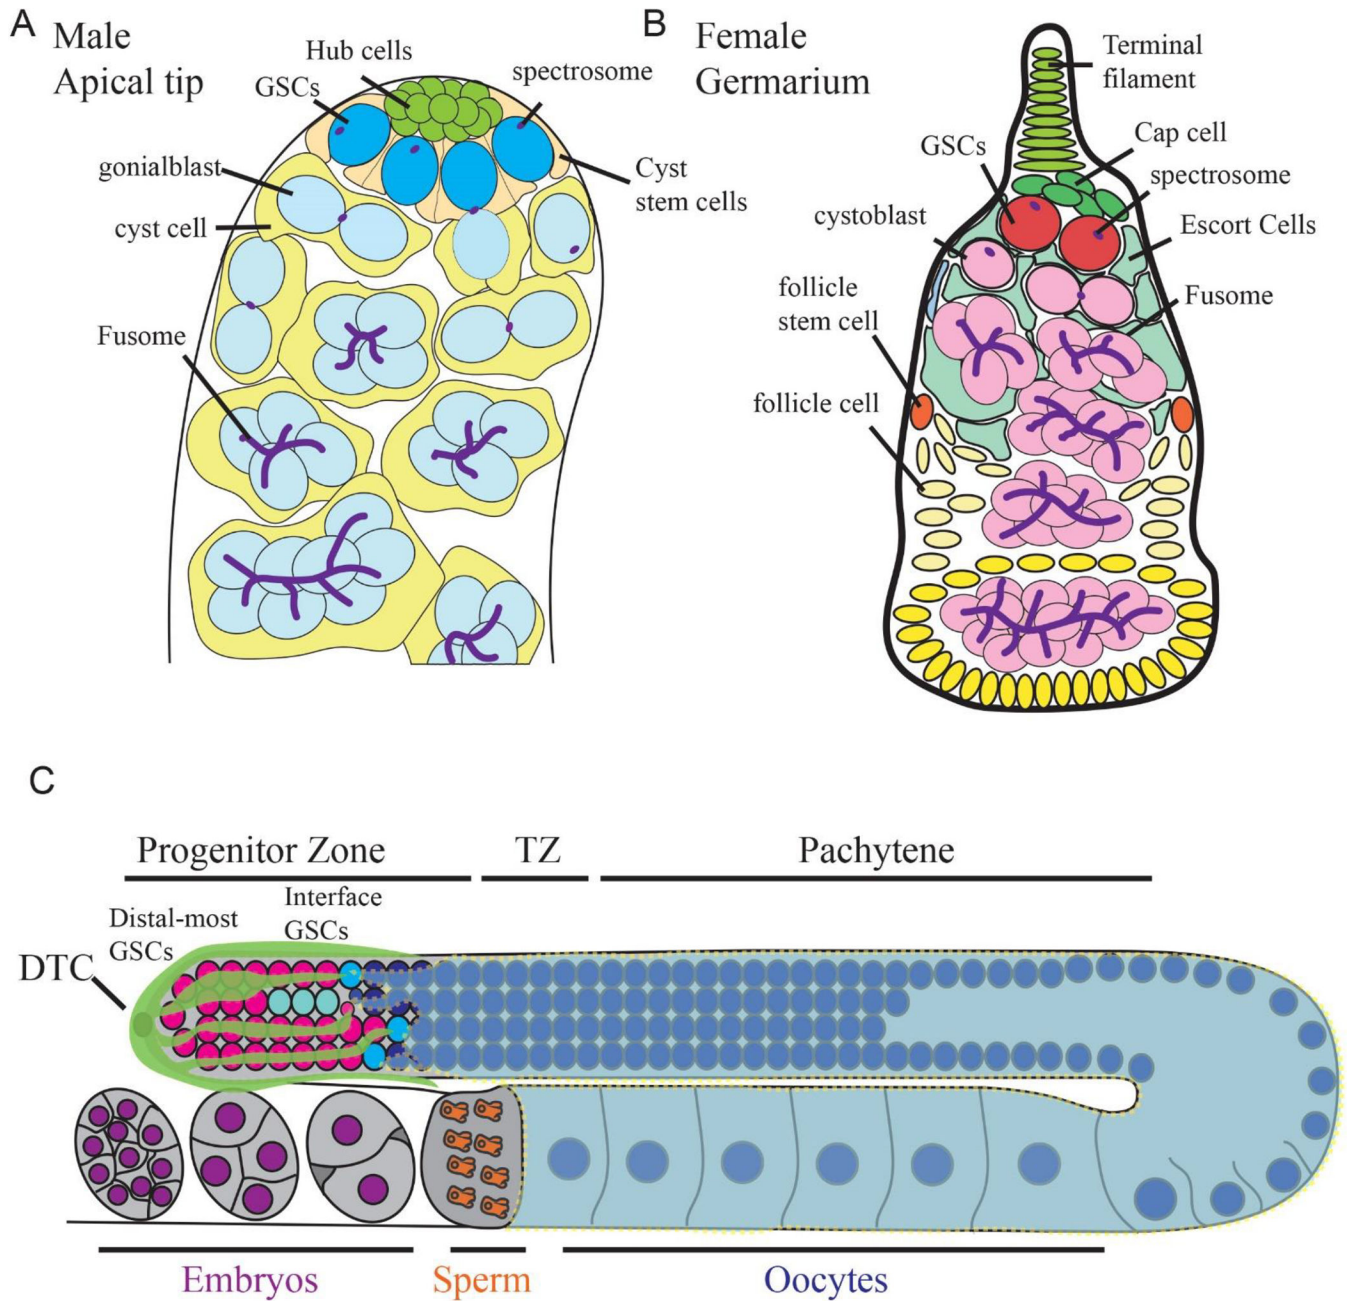 A
Male
Apical tip
Hub cells
GSCs
spectrosome
gonialblast
cyst cell
Cyst
stem cells
Fusome
B
Female
Germarium
Terminal
filament
Cap cell
GSCs
spectrosome
cystoblast
Escort Cells
follicle
stem cell
Fusome
follicle cell
C
Progenitor Zone
TZ
Pachytene
Distal-most
GSCs
Interface
GSCs
DTC
Embryos
Sperm
Oocytes